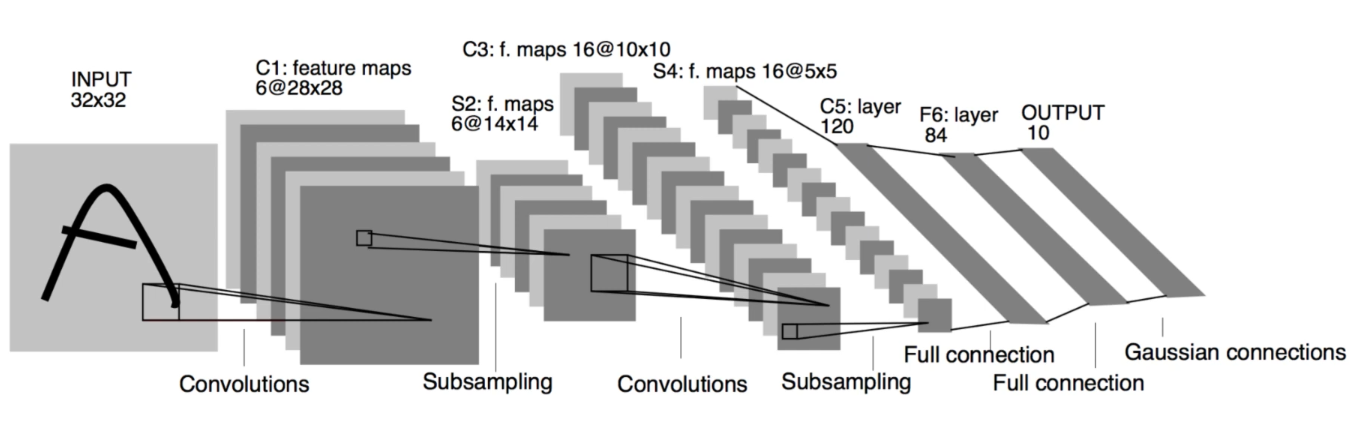 INPUT
32x32
C1: feature maps
6@28x28
S2: f. maps
6@14x14
C3: f. maps 16@10x10
S4: f. maps 16@5x5
C5: layer
120
F6: layer
84
OUTPUT
10
Convolutions
Subsampling
Convolutions
Subsampling
Full connection
Full connection
Gaussian connections
A